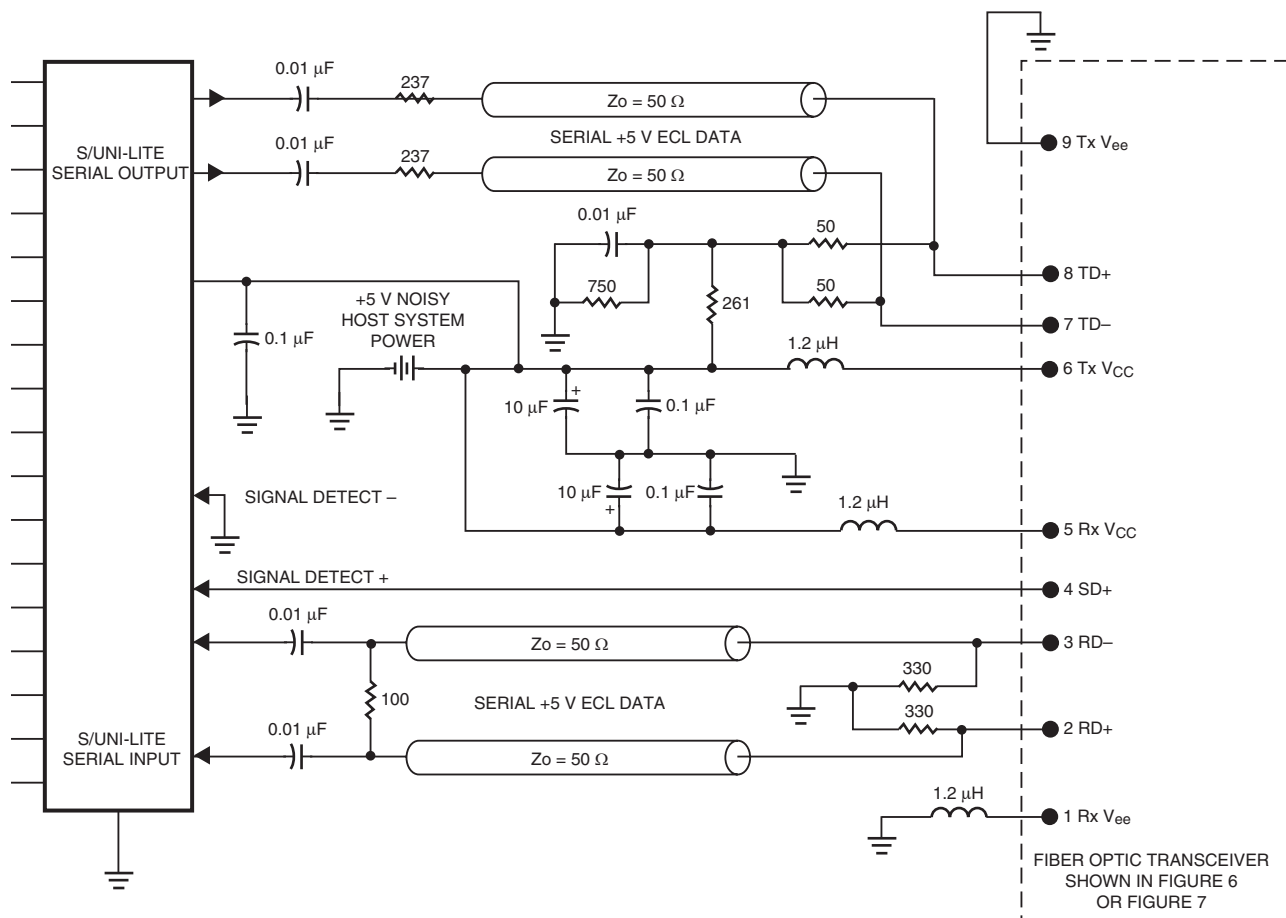 0.01 µF
237
Zo = 50 Ω
S/UNI-LITE
SERIAL OUTPUT
SERIAL +5 V ECL DATA
0.01 µF
237
Zo = 50 Ω
9 Tx Vee
0.01 µF
50
750
261
50
8 TD+
7 TD–
+5 V NOISY
HOST SYSTEM
POWER
0.1 µF
1.2 µH
6 Tx VCC
10 µF
+
0.1 µF
10 µF
+
0.1 µF
SIGNAL DETECT –
1.2 µH
5 Rx VCC
SIGNAL DETECT +
4 SD+
0.01 µF
Zo = 50 Ω
3 RD–
330
100
SERIAL +5 V ECL DATA
330
2 RD+
0.01 µF
S/UNI-LITE
SERIAL INPUT
Zo = 50 Ω
1.2 µH
1 Rx Vee
FIBER OPTIC TRANSCEIVER
SHOWN IN FIGURE 6
OR FIGURE 7